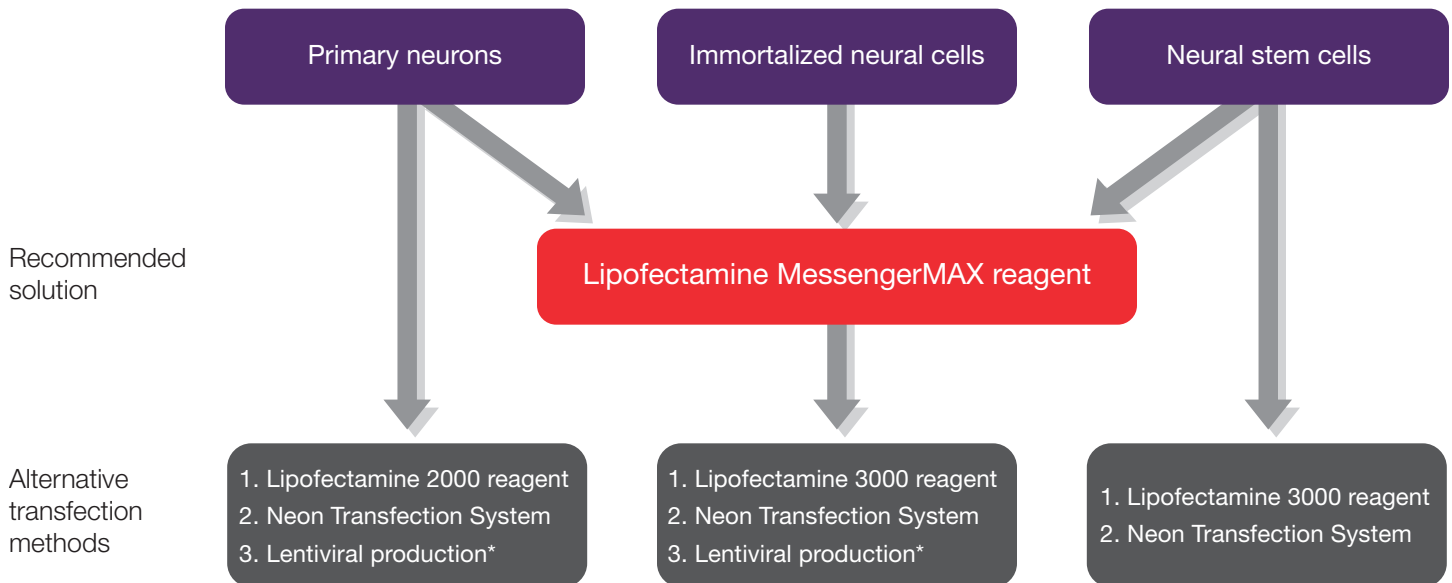 Primary neurons
Immortalized neural cells
Neural stem cells
Recommended
solution
Lipofectamine MessengerMAX reagent
Alternative
transfection
methods
1. Lipofectamine 2000 reagent
2. Neon Transfection System
3. Lentiviral production*
1. Lipofectamine 3000 reagent
2. Neon Transfection System
3. Lentiviral production*
1. Lipofectamine 3000 reagent
2. Neon Transfection System